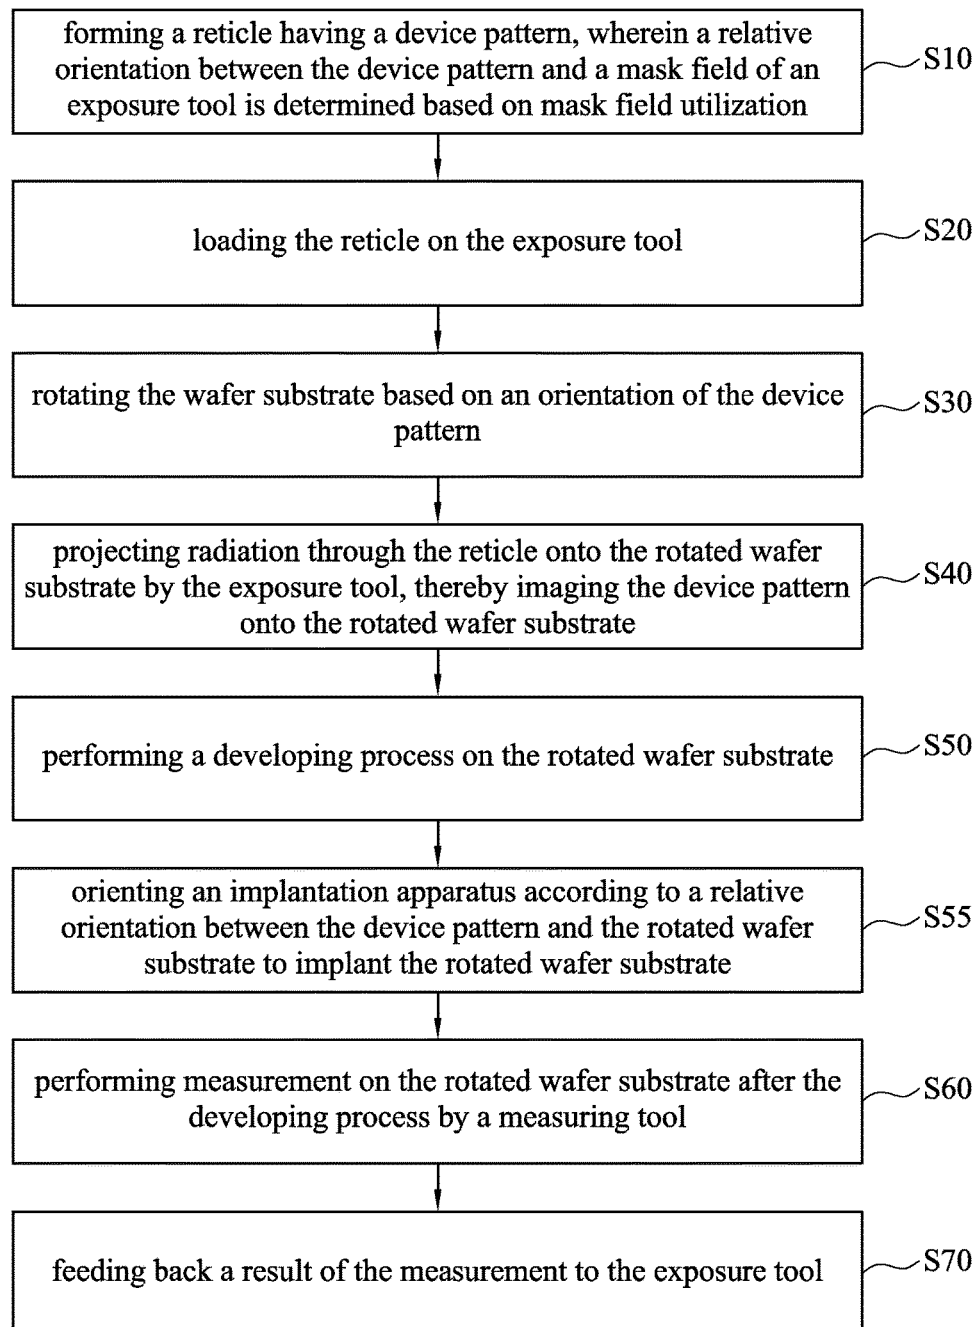 forming a reticle having a device pattern, wherein a relative
orientation between the device pattern and a mask field of an
exposure tool is determined based on mask field utilization
S10
loading the reticle on the exposure tool
S20
rotating the wafer substrate based on an orientation of the device
pattern
S30
projecting radiation through the reticle onto the rotated wafer
substrate by the exposure tool, thereby imaging the device pattern
onto the rotated wafer substrate
S40
performing a developing process on the rotated wafer substrate
S50
orienting an implantation apparatus according to a relative
orientation between the device pattern and the rotated wafer
substrate to implant the rotated wafer substrate
S55
performing measurement on the rotated wafer substrate after the
developing process by a measuring tool
S60
feeding back a result of the measurement to the exposure tool
S70